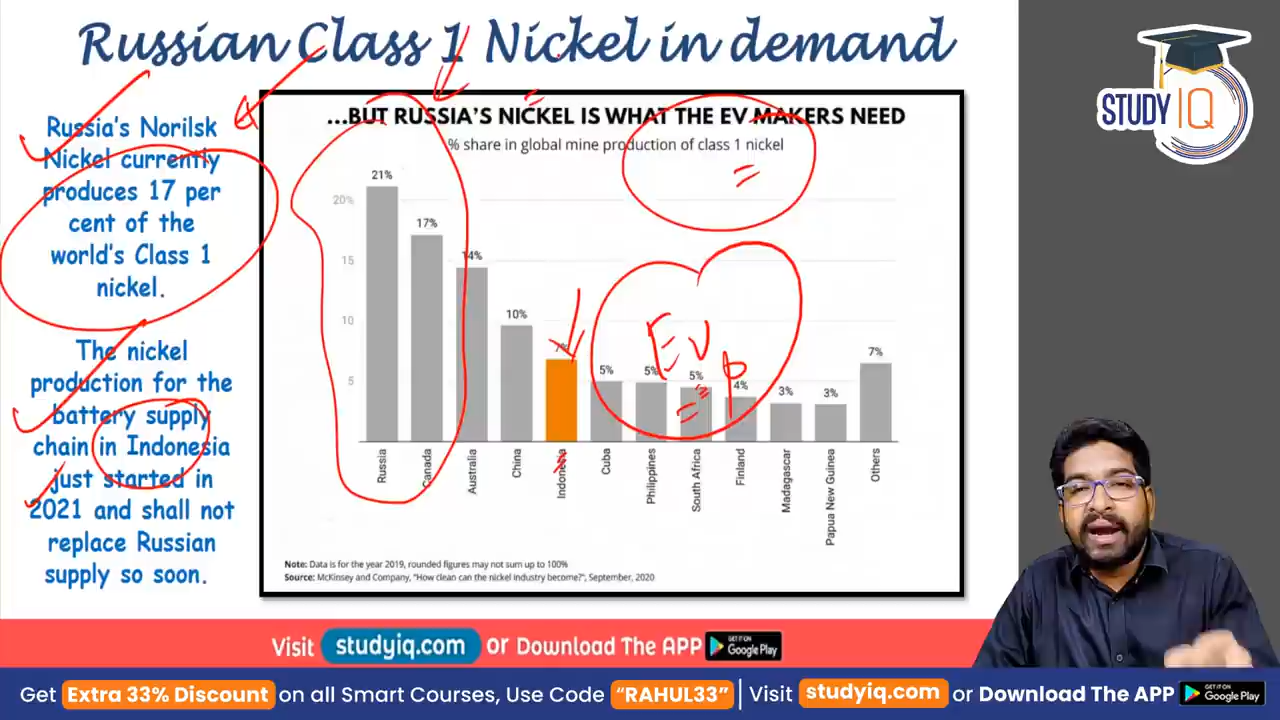 Russian Class 1 Nickel in demand
STUDY IQ
Russia's Norilsk
Nickel currently
produces 17 per
cent of the
world's Class 1
nickel.
The nickel
production for the
battery supply
chain in Indonesia
just started in
2021 and shall not
replace Russian
supply so soon.
...BUT RUSSIA'S NICKEL IS WHAT THE EV MAKERS NEED
% share in global mine production of class 1 nickel
20%
15
10
5
21%
17%
14%
10%
7%
5%
5%
5%
4%
3%
3%
7%
EV
P
Russia
Canada
Australia
China
Indonesia
Cuba
Philippines
South Africa
Finland
Madagascar
Papua New Guinea
Others
Note: Data is for the year 2019, rounded figures may not sum up to 100%
Source: McKinsey and Company, "How clean can the nickel industry become?", September, 2020
Visit studyiq.com or Download The APP GET IT ON Google Play
Get Extra 33% Discount on all Smart Courses, Use Code "RAHUL33" | Visit studyiq.com or Download The APP GET IT ON Google Play